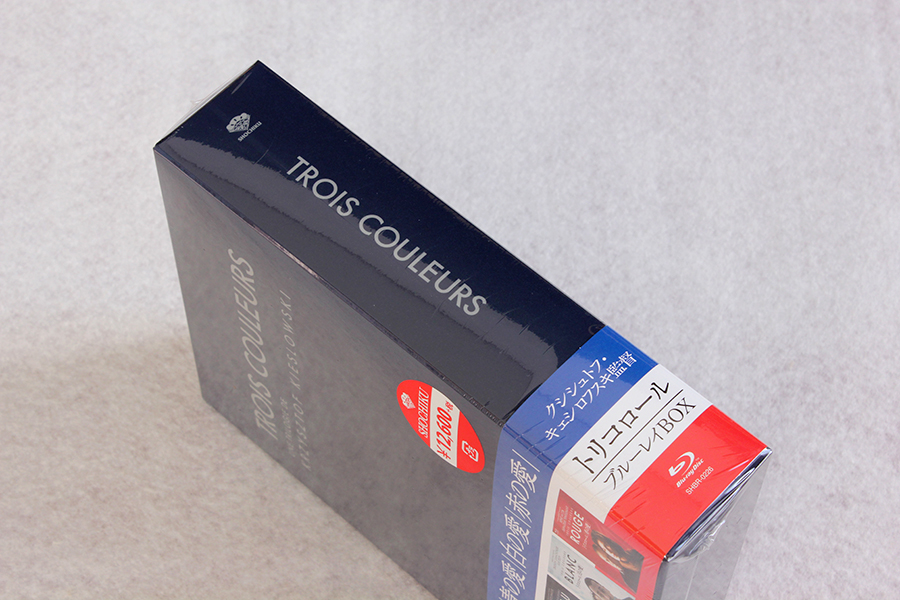 SHOCHIKU
TROIS COULEURS
クシシュトフ・
キェシロフスキ監督
トリコロール
ブルーレイBOX
Blu-ray Disc
SHBR-0226
TROIS COULEURS
KIEŚLOWSKI
SHOCHIKU
¥12,600
青の愛/白の愛/赤の愛/
ROUGE
BLANC